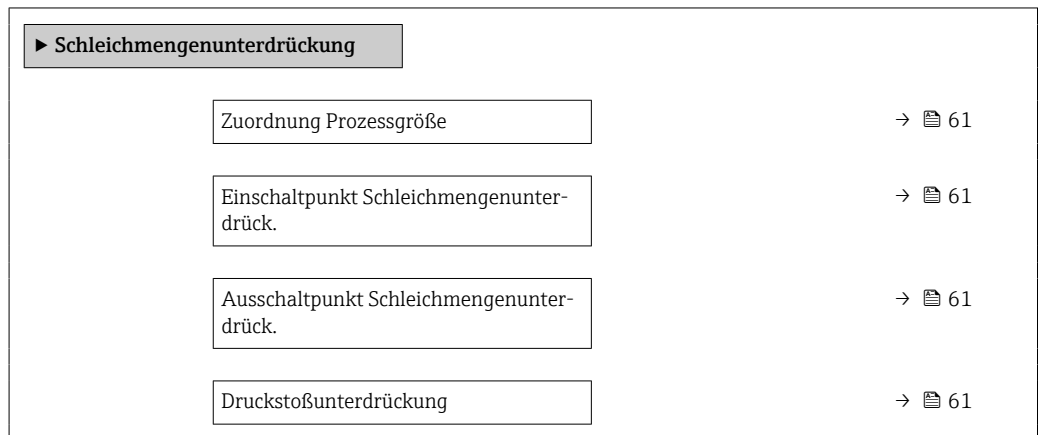 ▶ Schleichmengenunterdrückung
Zuordnung Prozessgröße → 61
Einschaltpunkt Schleichmengenunter-
drück. → 61
Ausschaltpunkt Schleichmengenunter-
drück. → 61
Druckstoßunterdrückung → 61